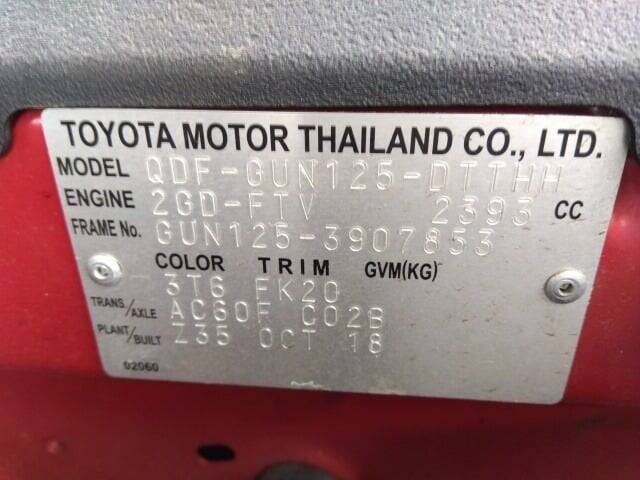 TOYOTA MOTOR THAILAND CO., LTD.
MODEL QDF-GUN125-DTTHH
ENGINE 2GD-FTV 2393 CC
FRAME No. GUN125-3907853
COLOR TRIM GVM(KG)
3T6 FK20
TRANS./AXLE AC60F C02B
PLANT/BUILT Z35 OCT 18
02060